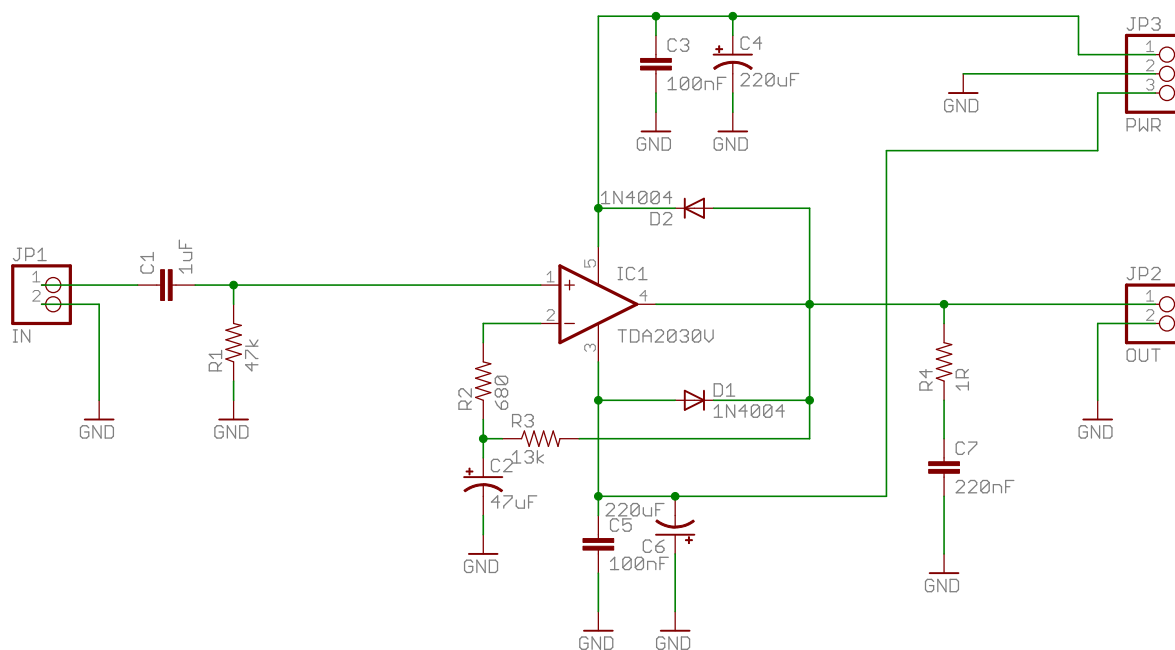 JP3
1
2
3
PWR
C3
100nF
C4
220uF
GND
GND
GND
1N4004
D2
JP1
1
2
IN
C1
1uF
R1
47k
GND
GND
1
2
5
3
4
+
−
IC1
TDA2030V
JP2
1
2
OUT
GND
R2
680
R3
13k
D1
1N4004
R4
1R
C2
47uF
GND
C7
220nF
GND
220uF
C5
C6
100nF
GND
GND